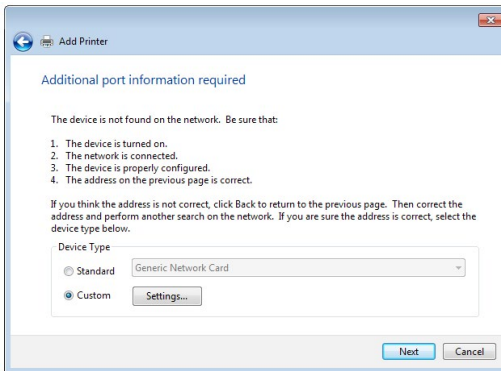 Add Printer
Additional port information required
The device is not found on the network. Be sure that:
1. The device is turned on.
2. The network is connected.
3. The device is properly configured.
4. The address on the previous page is correct.
If you think the address is not correct, click Back to return to the previous page. Then correct the
address and perform another search on the network. If you are sure the address is correct, select the
device type below.
Device Type
Standard Generic Network Card
Custom Settings...
Next Cancel